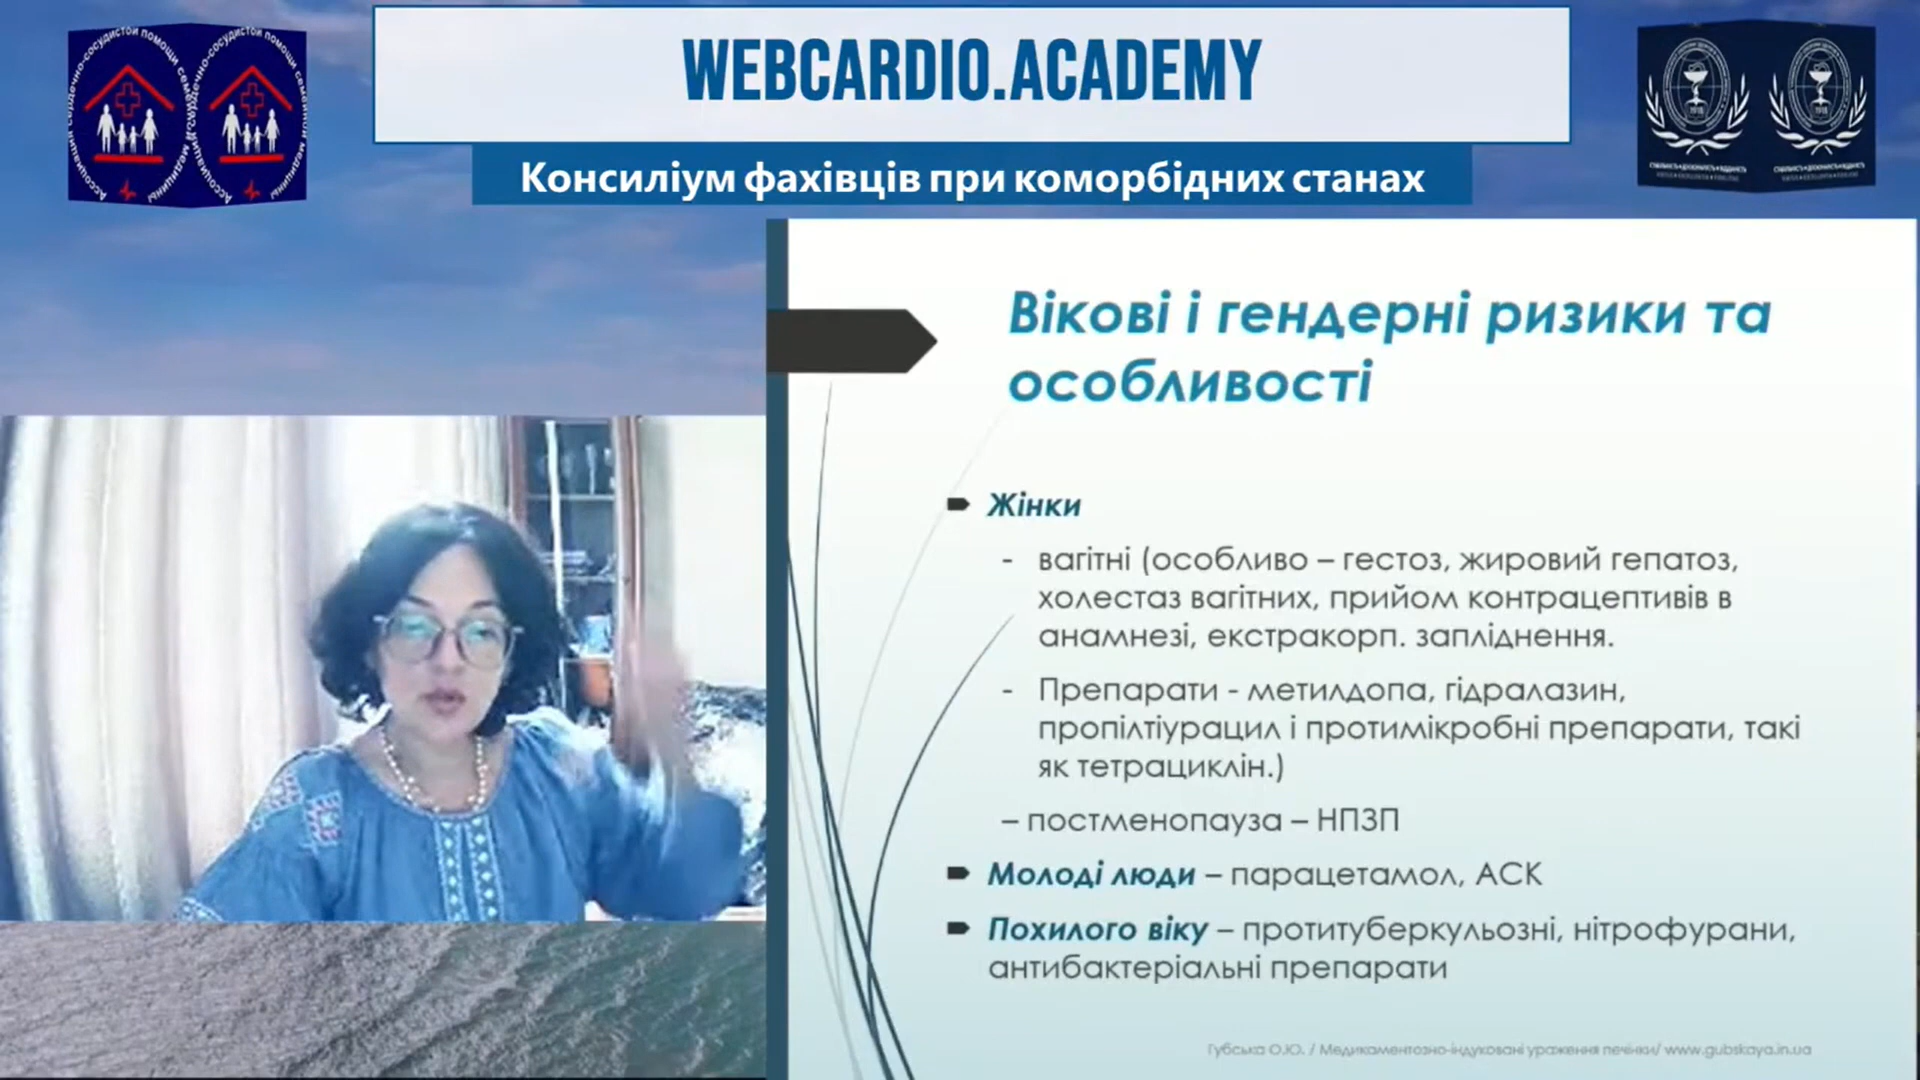 WEBCARDIO.ACADEMY
Консиліум фахівців при коморбідних станах
Вікові і гендерні ризики та
особливості
Жінки
- вагітні (особливо – гестоз, жировий гепатоз,
холестаз вагітних, прийом контрацептивів в
анамнезі, екстракорп. запліднення.
- Препарати - метилдопа, гідралазин,
пропілтіурацил і протимікробні препарати, такі
як тетрациклін.)
– постменопауза – НПЗП
Молоді люди – парацетамол, АСК
Похилого віку – протитуберкульозні, нітрофурани,
антибактеріальні препарати
Губська О.Ю. / Медикаментозно-індуковані ураження печінки/ www.gubskaya.in.ua